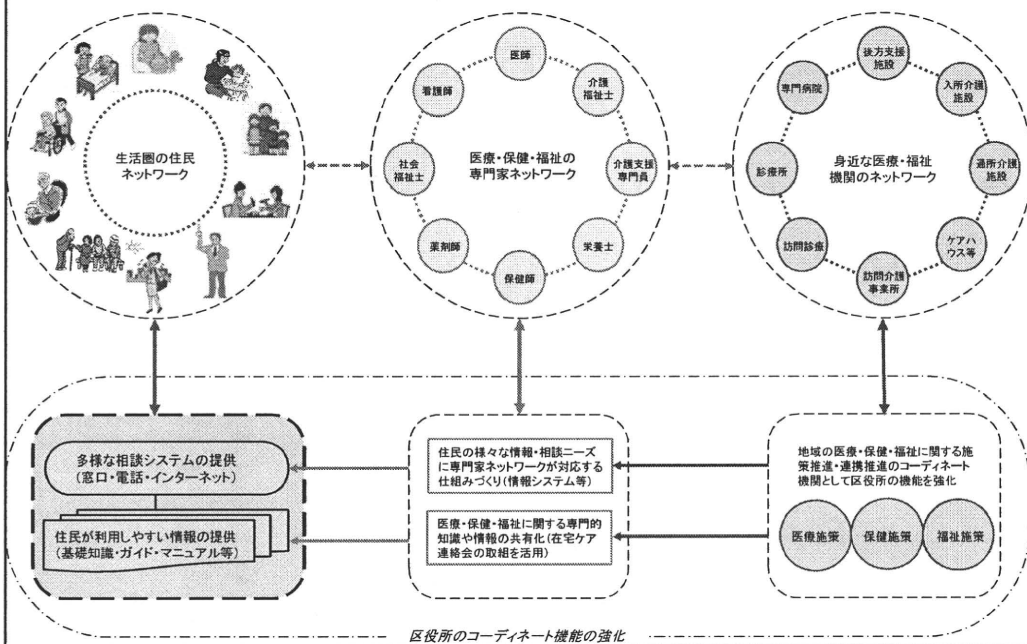 生活圏の住民
ネットワーク
医療・保健・福祉の
専門家ネットワーク
医師
介護
福祉士
介護支援
専門員
栄養士
保健師
薬剤師
社会
福祉士
看護師
身近な医療・福祉
機関のネットワーク
後方支援
施設
入所介護
施設
通所介護
施設
ケアハ
ウス等
訪問介護
事業所
訪問診療
診療所
専門病院
多様な相談システムの提供
(窓口・電話・インターネット)
住民が利用しやすい情報の提供
(基礎知識・ガイド・マニュアル等)
住民の様々な情報・相談ニーズ
に専門家ネットワークが対応する
仕組みづくり(情報システム等)
医療・保健・福祉に関する専門的
知識や情報の共有化(在宅ケア
連絡会の取組を活用)
地域の医療・保健・福祉に関する施
策推進・連携推進のコーディネート
機関として区役所の機能を強化
医療施策
保健施策
福祉施策
区役所のコーディネート機能の強化